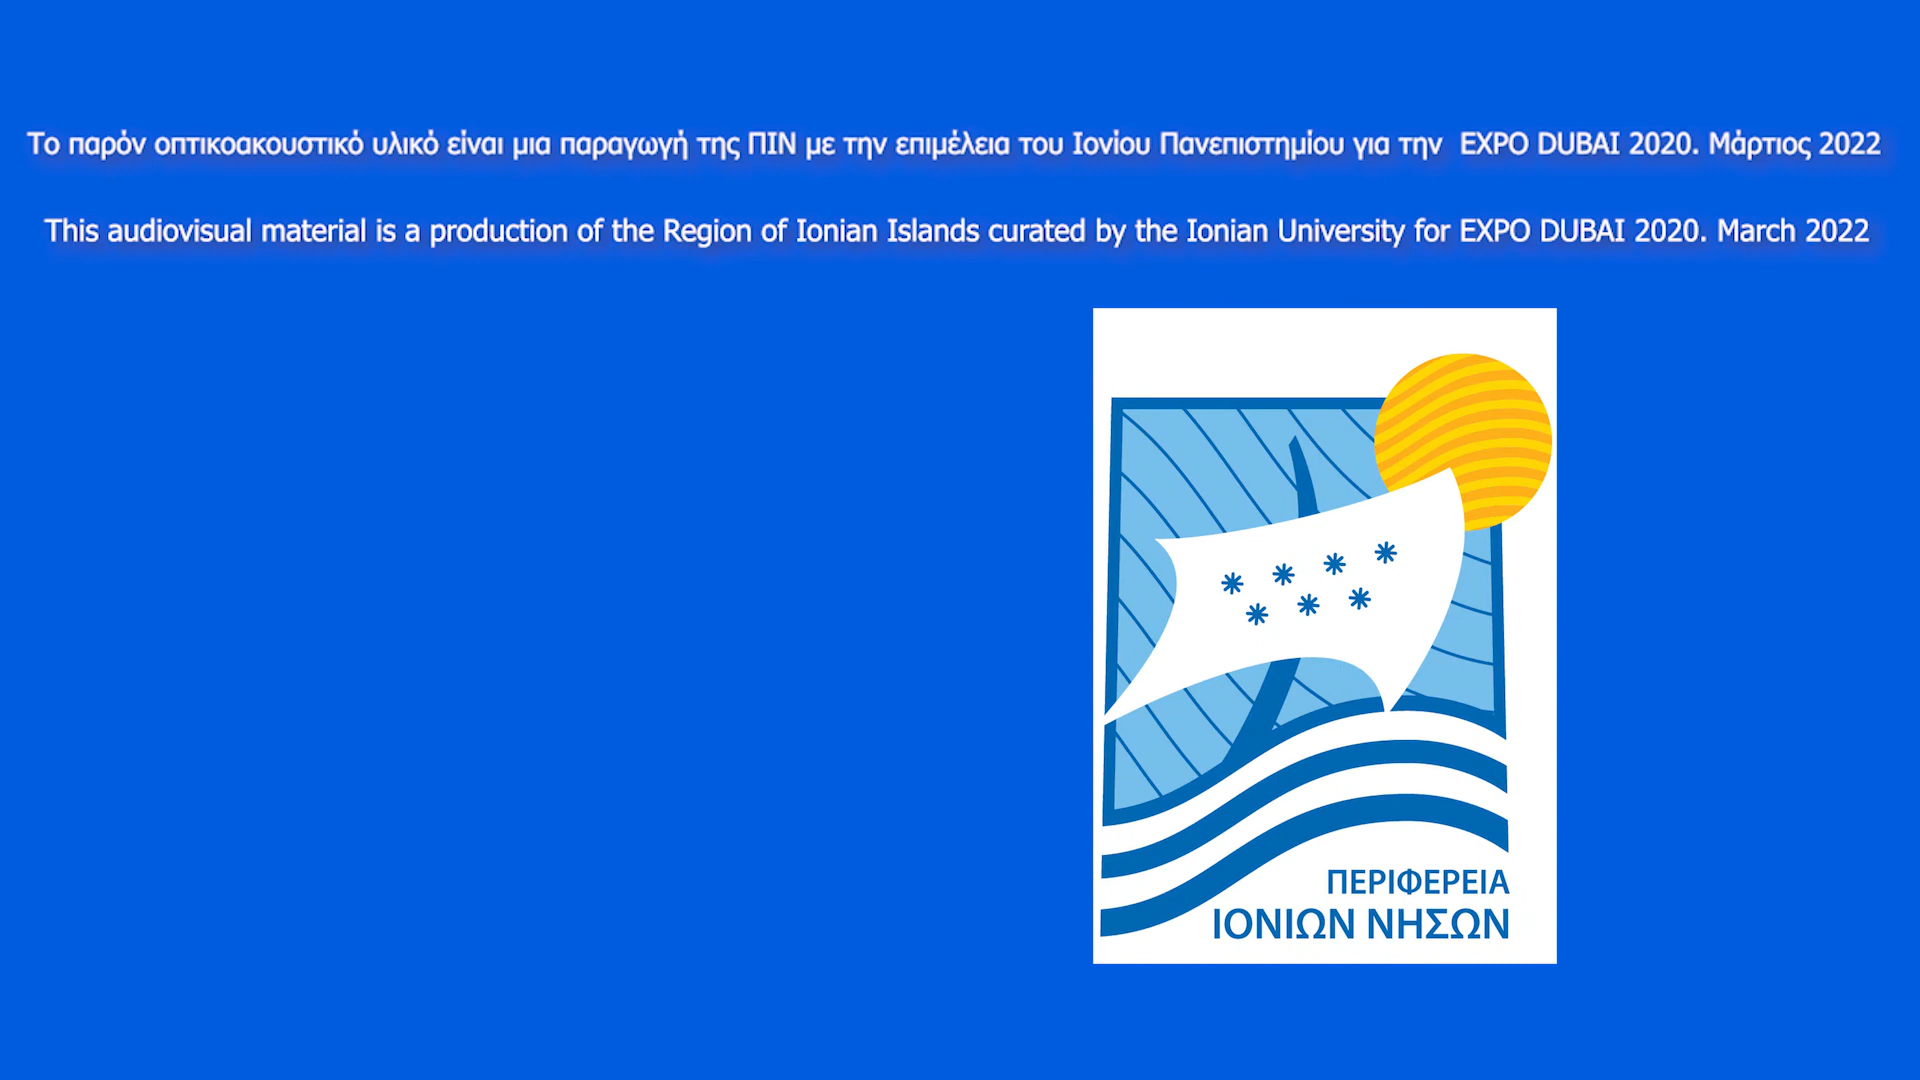 Το παρόν οπτικοακουστικό υλικό είναι μια παραγωγή της ΠΙΝ με την επιμέλεια του Ιονίου Πανεπιστημίου για την  EXPO DUBAI 2020. Μάρτιος 2022
This audiovisual material is a production of the Region of Ionian Islands curated by the Ionian University for EXPO DUBAI 2020. March 2022
ΠΕΡΙΦΕΡΕΙΑ
ΙΟΝΙΩΝ ΝΗΣΩΝ